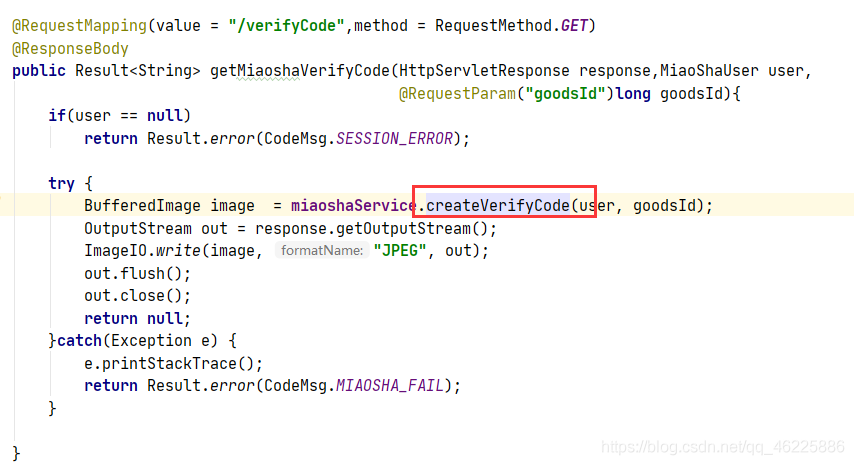 @RequestMapping(value = "/verifyCode",method = RequestMethod.GET)
@ResponseBody
public Result<String> getMiaoshaVerifyCode(HttpServletResponse response,MiaoShaUser user,
@RequestParam("goodsId")long goodsId){
if(user == null)
return Result.error(CodeMsg.SESSION_ERROR);
try {
BufferedImage image  = miaoshaService.createVerifyCode(user, goodsId);
OutputStream out = response.getOutputStream();
ImageIO.write(image, formatName: "JPEG", out);
out.flush();
out.close();
return null;
}catch(Exception e) {
e.printStackTrace();
return Result.error(CodeMsg.MIAOSHA_FAIL);
}
}
https://blog.csdn.net/qq_46225886